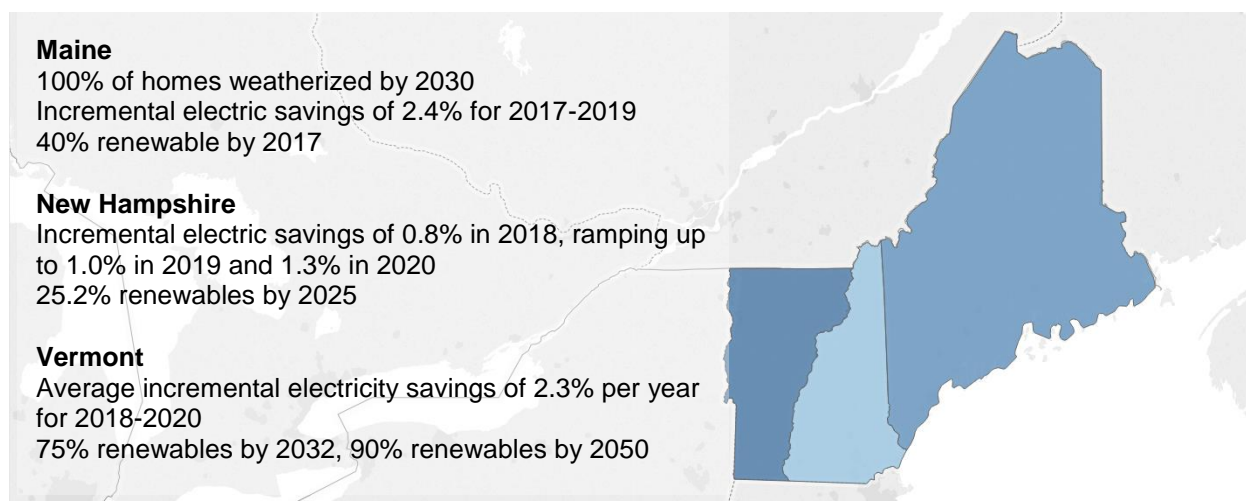 Maine
100% of homes weatherized by 2030
Incremental electric savings of 2.4% for 2017-2019
40% renewable by 2017
New Hampshire
Incremental electric savings of 0.8% in 2018, ramping up
to 1.0% in 2019 and 1.3% in 2020
25.2% renewables by 2025
Vermont
Average incremental electricity savings of 2.3% per year
for 2018-2020
75% renewables by 2032, 90% renewables by 2050